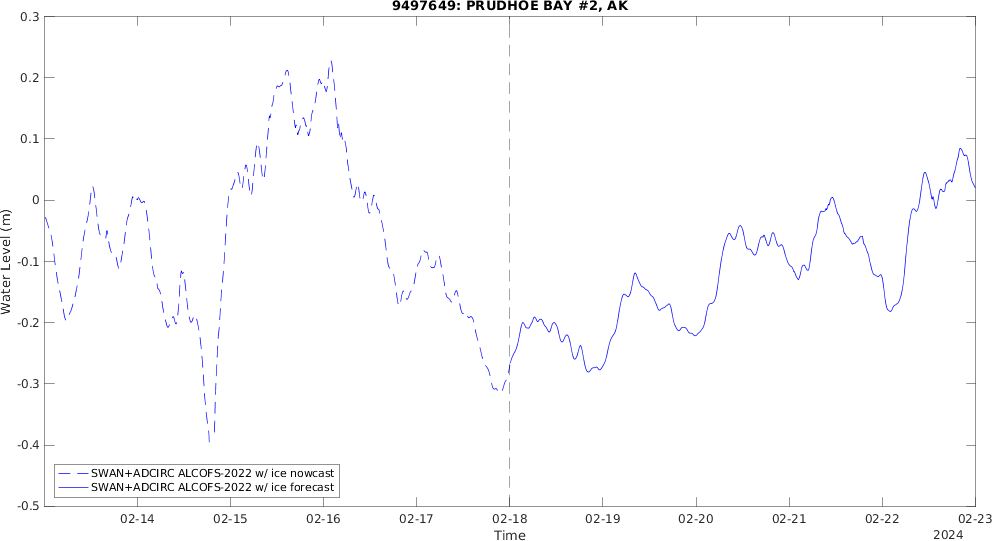 9497649: PRUDHOE BAY #2, AK
0.3
0.2
0.1
0
-0.1
-0.2
-0.3
-0.4
-0.5
Water Level (m)
SWAN+ADCIRC ALCOFS-2022 w/ ice nowcast
SWAN+ADCIRC ALCOFS-2022 w/ ice forecast
02-14 02-15 02-16 02-17 02-18 02-19 02-20 02-21 02-22 02-23
Time
2024